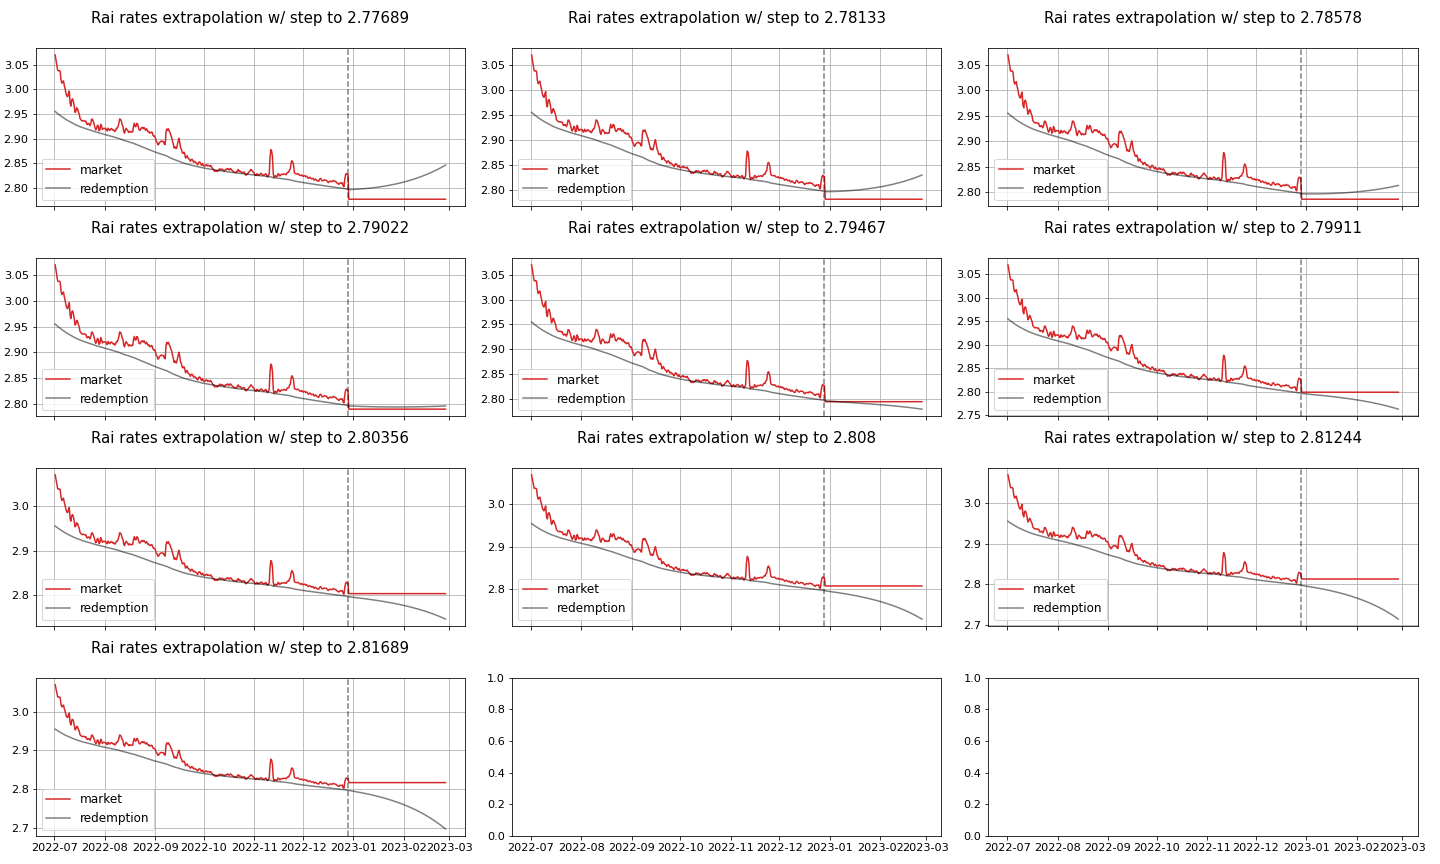 Rai rates extrapolation w/ step to 2.77689
Rai rates extrapolation w/ step to 2.78133
Rai rates extrapolation w/ step to 2.78578
3.05
3.00
2.95
2.90
2.85
2.80
market
redemption
3.05
3.00
2.95
2.90
2.85
2.80
market
redemption
3.05
3.00
2.95
2.90
2.85
2.80
market
redemption
Rai rates extrapolation w/ step to 2.79022
Rai rates extrapolation w/ step to 2.79467
Rai rates extrapolation w/ step to 2.79911
3.05
3.00
2.95
2.90
2.85
2.80
market
redemption
3.05
3.00
2.95
2.90
2.85
2.80
market
redemption
3.05
3.00
2.95
2.90
2.85
2.80
2.75
market
redemption
Rai rates extrapolation w/ step to 2.80356
Rai rates extrapolation w/ step to 2.808
Rai rates extrapolation w/ step to 2.81244
3.0
2.9
2.8
market
redemption
3.0
2.9
2.8
market
redemption
3.0
2.9
2.8
2.7
market
redemption
Rai rates extrapolation w/ step to 2.81689
3.0
2.9
2.8
2.7
market
redemption
2022-07 2022-08 2022-09 2022-10 2022-11 2022-12 2023-01 2023-02 2023-03
1.0
0.8
0.6
0.4
0.2
0.0
2022-07 2022-08 2022-09 2022-10 2022-11 2022-12 2023-01 2023-02 2023-03
1.0
0.8
0.6
0.4
0.2
0.0
2022-07 2022-08 2022-09 2022-10 2022-11 2022-12 2023-01 2023-02 2023-03